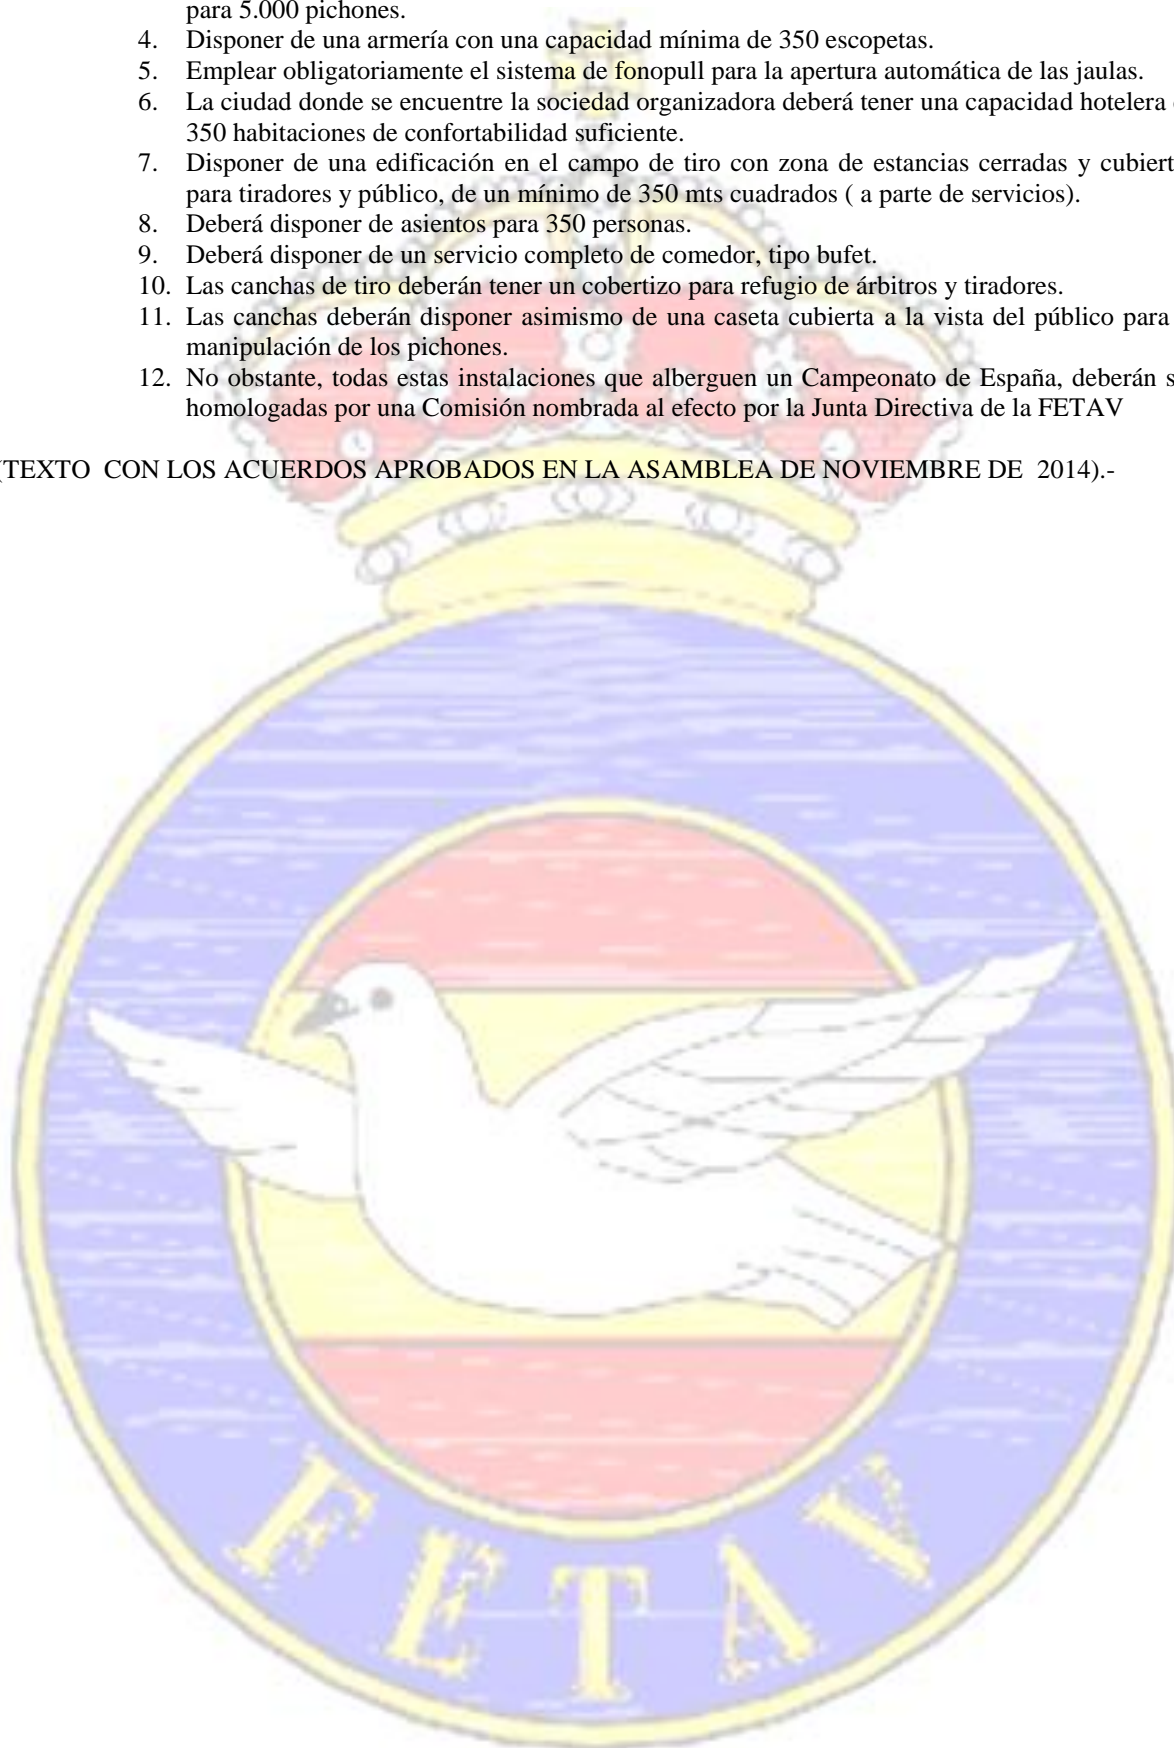 para 5.000 pichones.
4. Disponer de una armería con una capacidad mínima de 350 escopetas.
5. Emplear obligatoriamente el sistema de fonopull para la apertura automática de las jaulas.
6. La ciudad donde se encuentre la sociedad organizadora deberá tener una capacidad hotelera
350 habitaciones de confortabilidad suficiente.
7. Disponer de una edificación en el campo de tiro con zona de estancias cerradas y cubiert
para tiradores y público, de un mínimo de 350 mts cuadrados ( a parte de servicios).
8. Deberá disponer de asientos para 350 personas.
9. Deberá disponer de un servicio completo de comedor, tipo bufet.
10. Las canchas de tiro deberán tener un cobertizo para refugio de árbitros y tiradores.
11. Las canchas deberán disponer asimismo de una caseta cubierta a la vista del público para
manipulación de los pichones.
12. No obstante, todas estas instalaciones que alberguen un Campeonato de España, deberán s
homologadas por una Comisión nombrada al efecto por la Junta Directiva de la FETAV
(TEXTO CON LOS ACUERDOS APROBADOS EN LA ASAMBLEA DE NOVIEMBRE DE 2014).-
FETAV